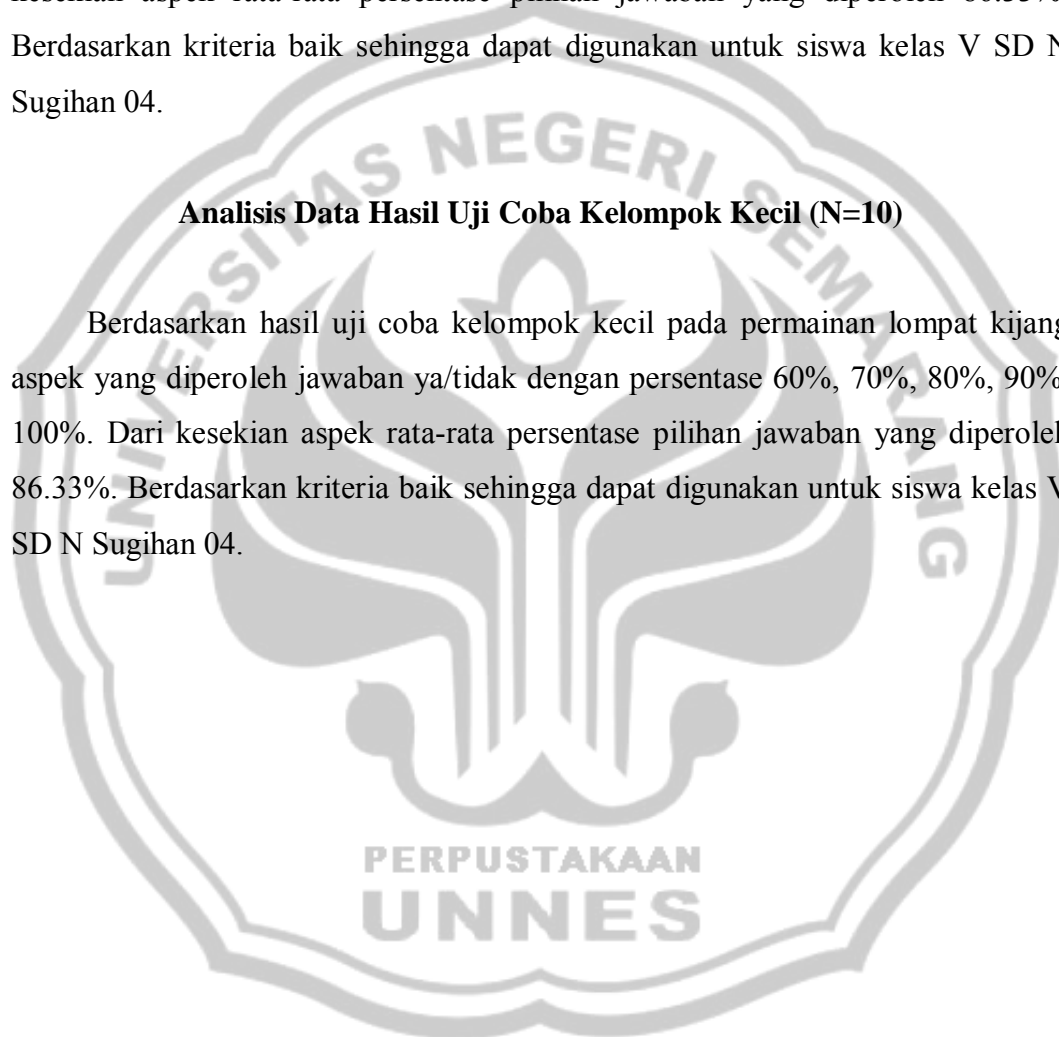 aspek rata-rata persentase pilihan jawaban yang diperoleh
Berdasarkan kriteria baik sehingga dapat digunakan untuk siswa kelas V SD N
Sugihan 04.
Analisis Data Hasil Uji Coba Kelompok Kecil (N=10)
Berdasarkan hasil uji coba kelompok kecil pada permainan lompat kijang
aspek yang diperoleh jawaban ya/tidak dengan persentase 60%, 70%, 80%, 90%
100%. Dari kesekian aspek rata-rata persentase pilihan jawaban yang diperoleh
86.33%. Berdasarkan kriteria baik sehingga dapat digunakan untuk siswa kelas V
SD N Sugihan 04.
UNIVERSITAS NEGERI SEMARANG
PERPUSTAKAAN
UNNES